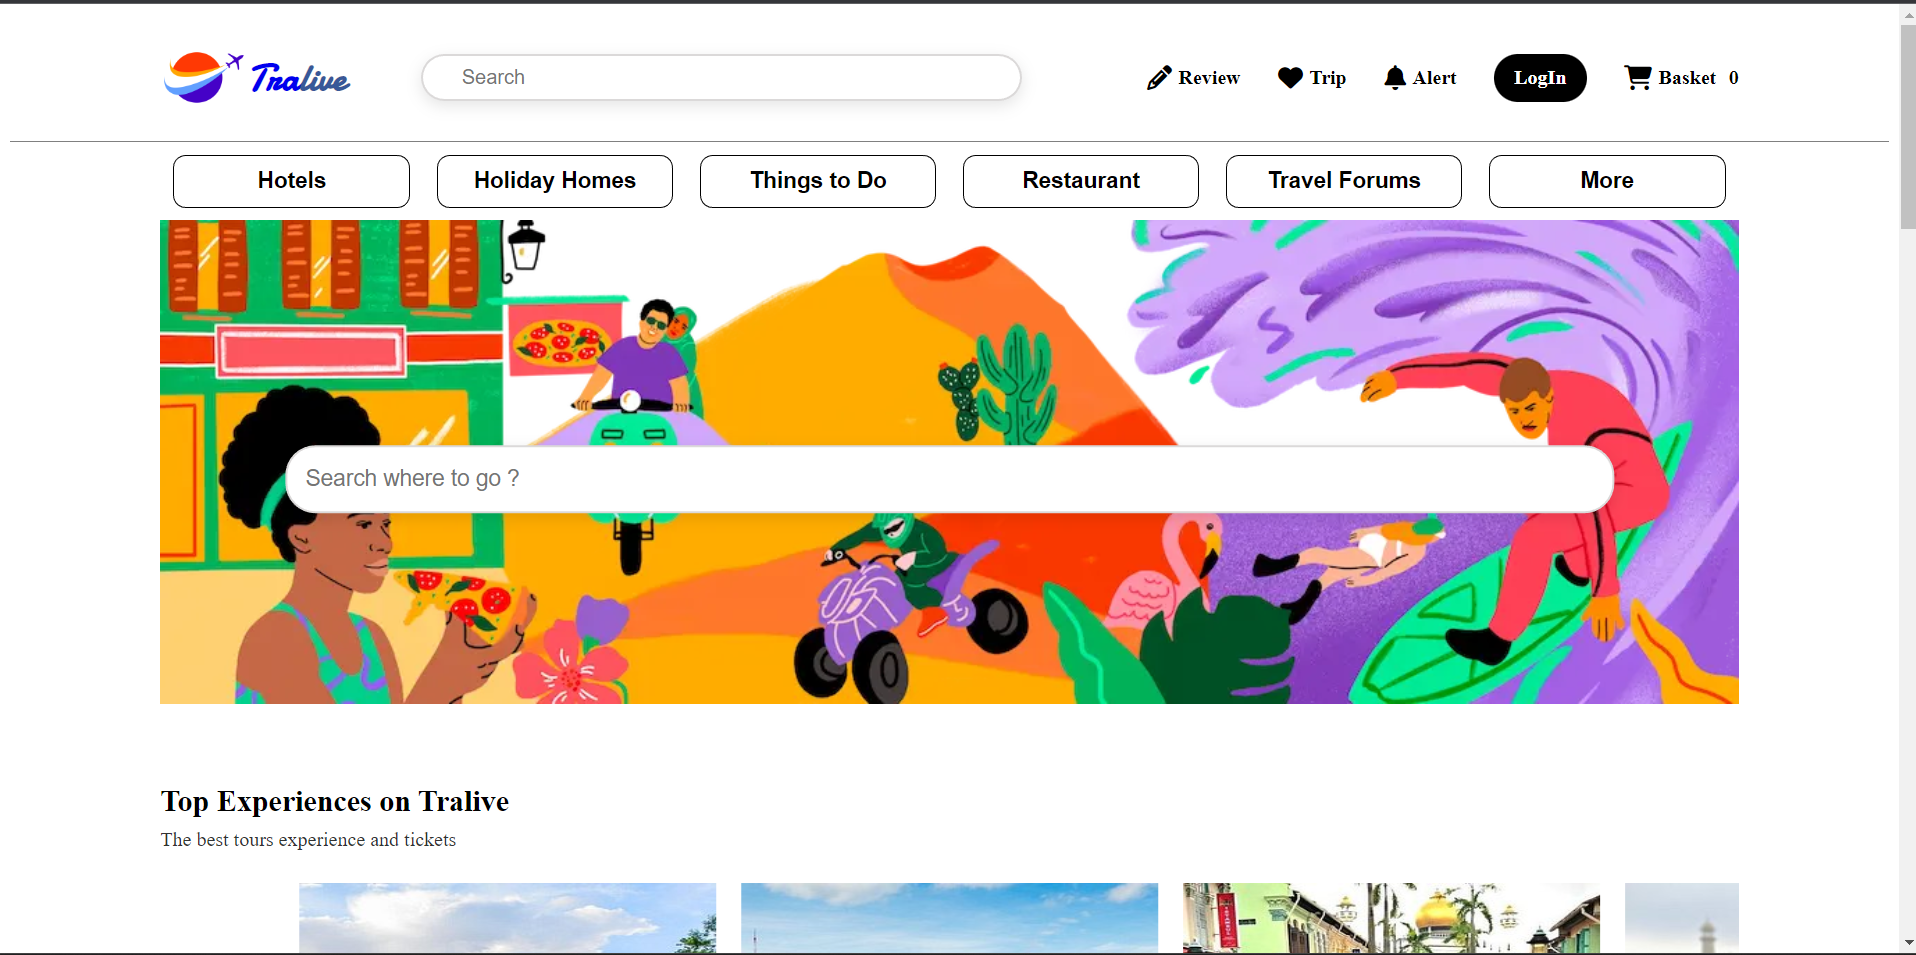 Tralive
Search
Review
Trip
Alert
LogIn
Basket 0
Hotels
Holiday Homes
Things to Do
Restaurant
Travel Forums
More
Search where to go ?
Top Experiences on Tralive
The best tours experience and tickets